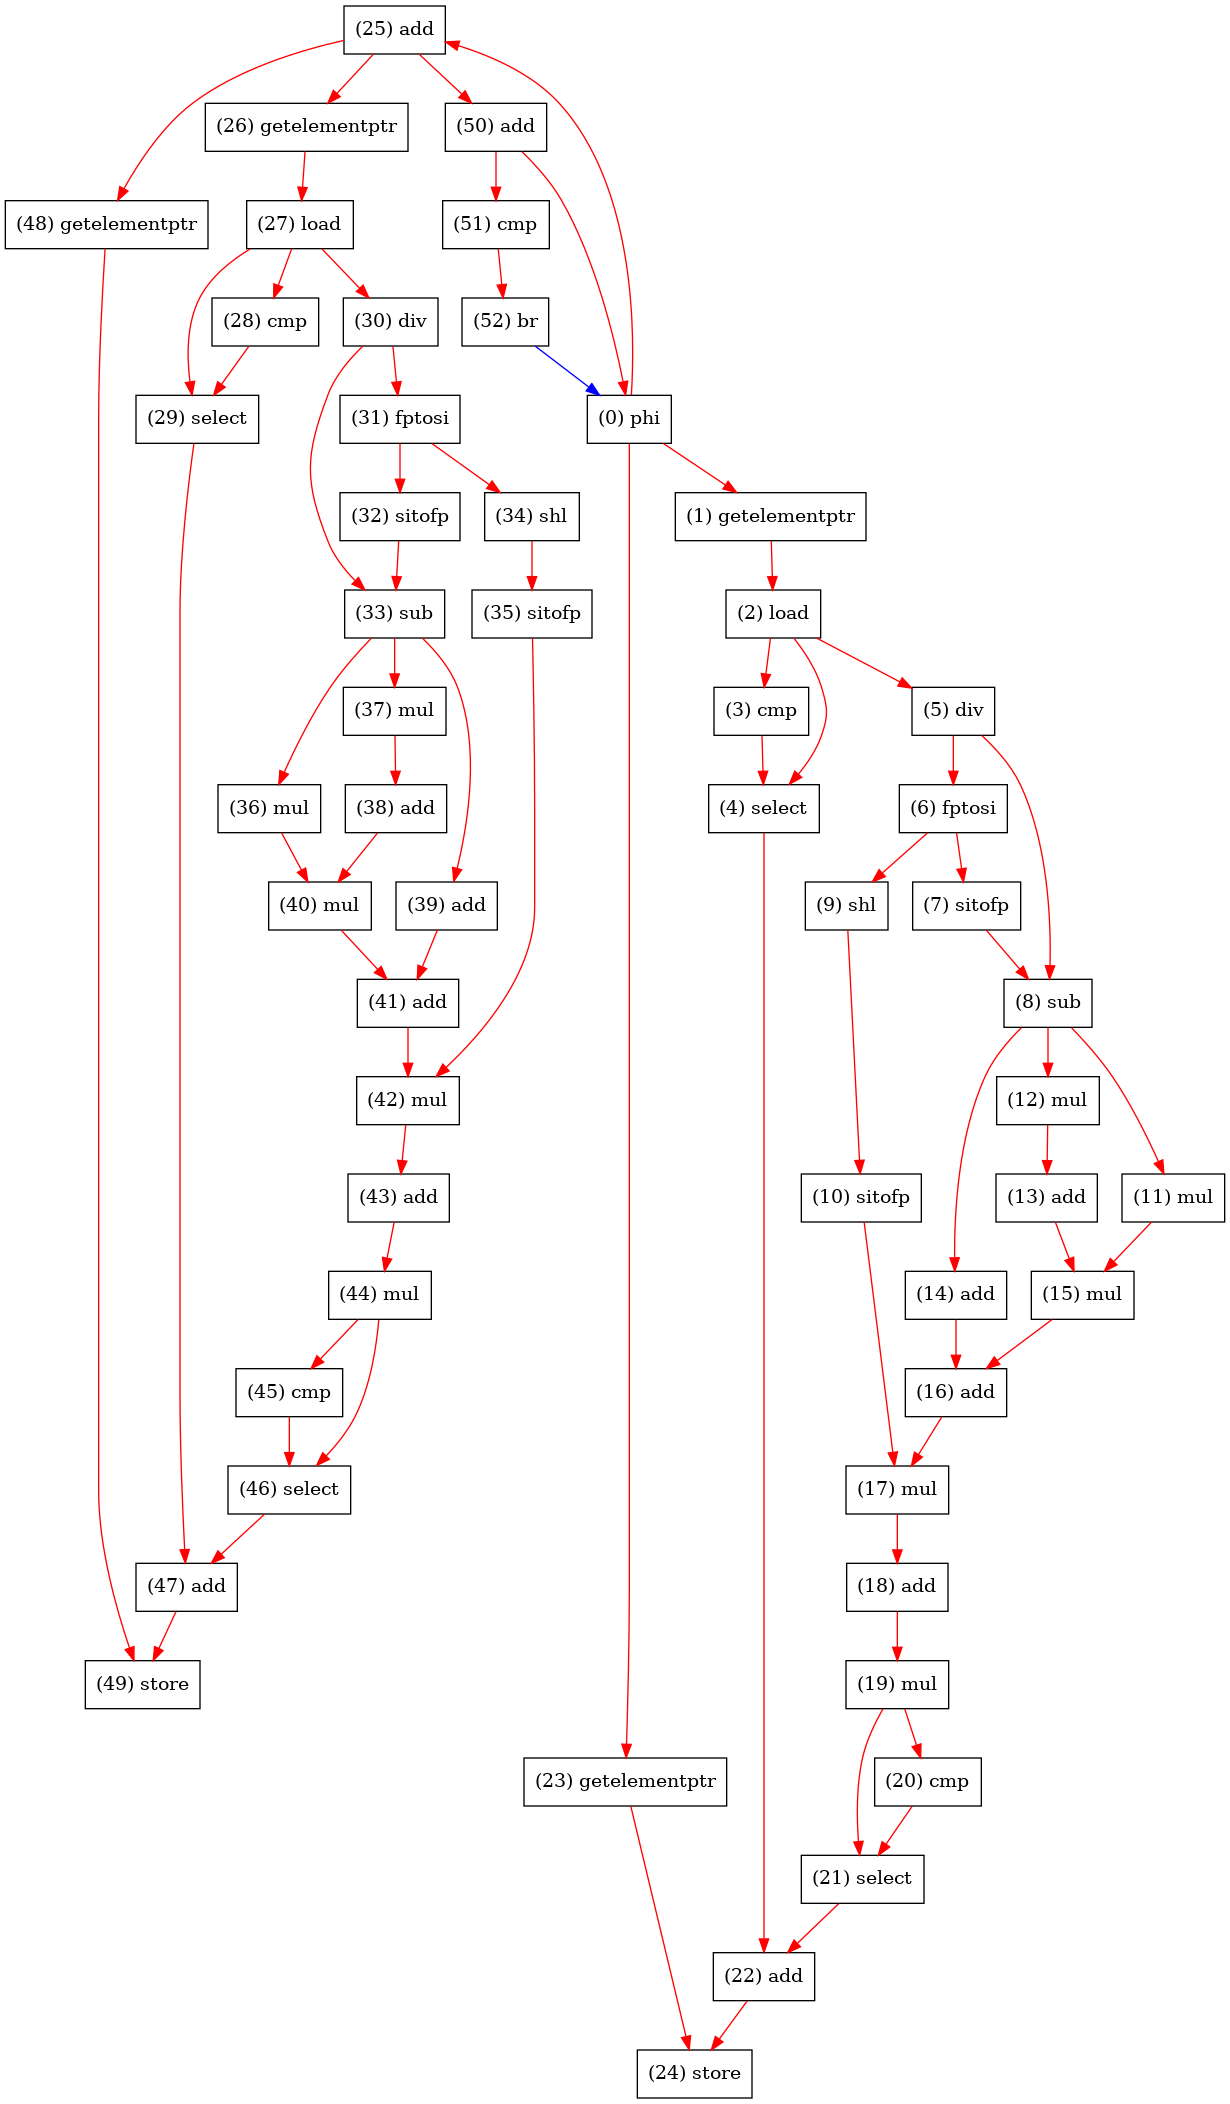 (25) add
(26) getelementptr
(50) add
(48) getelementptr
(27) load
(51) cmp
(28) cmp
(30) div
(52) br
(29) select
(31) fptosi
(0) phi
(32) sitofp
(34) shl
(1) getelementptr
(33) sub
(35) sitofp
(2) load
(37) mul
(3) cmp
(5) div
(36) mul
(38) add
(4) select
(6) fptosi
(40) mul
(39) add
(9) shl
(7) sitofp
(41) add
(8) sub
(42) mul
(12) mul
(43) add
(10) sitofp
(13) add
(11) mul
(44) mul
(14) add
(15) mul
(45) cmp
(16) add
(46) select
(17) mul
(47) add
(18) add
(49) store
(19) mul
(23) getelementptr
(20) cmp
(21) select
(22) add
(24) store